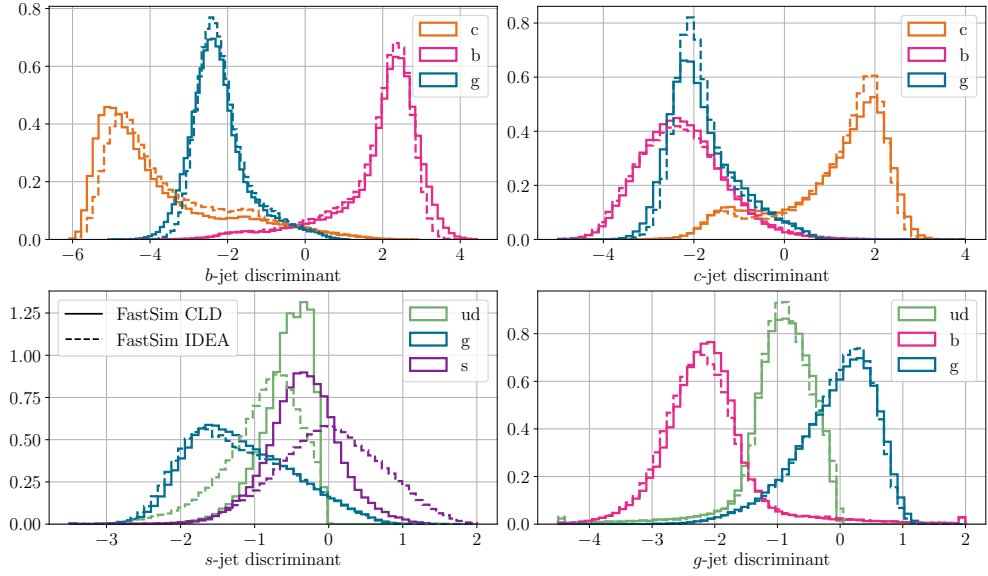 0.8
0.6
0.4
0.2
0.0
c
b
g
−6 −4 −2 0 2 4
b-jet discriminant
0.8
0.6
0.4
0.2
0.0
c
b
g
−4 −2 0 2 4
c-jet discriminant
1.25
1.00
0.75
0.50
0.25
0.00
FastSim CLD
FastSim IDEA
ud
g
s
−3 −2 −1 0 1 2
s-jet discriminant
0.8
0.6
0.4
0.2
0.0
ud
b
g
−4 −3 −2 −1 0 1 2
g-jet discriminant